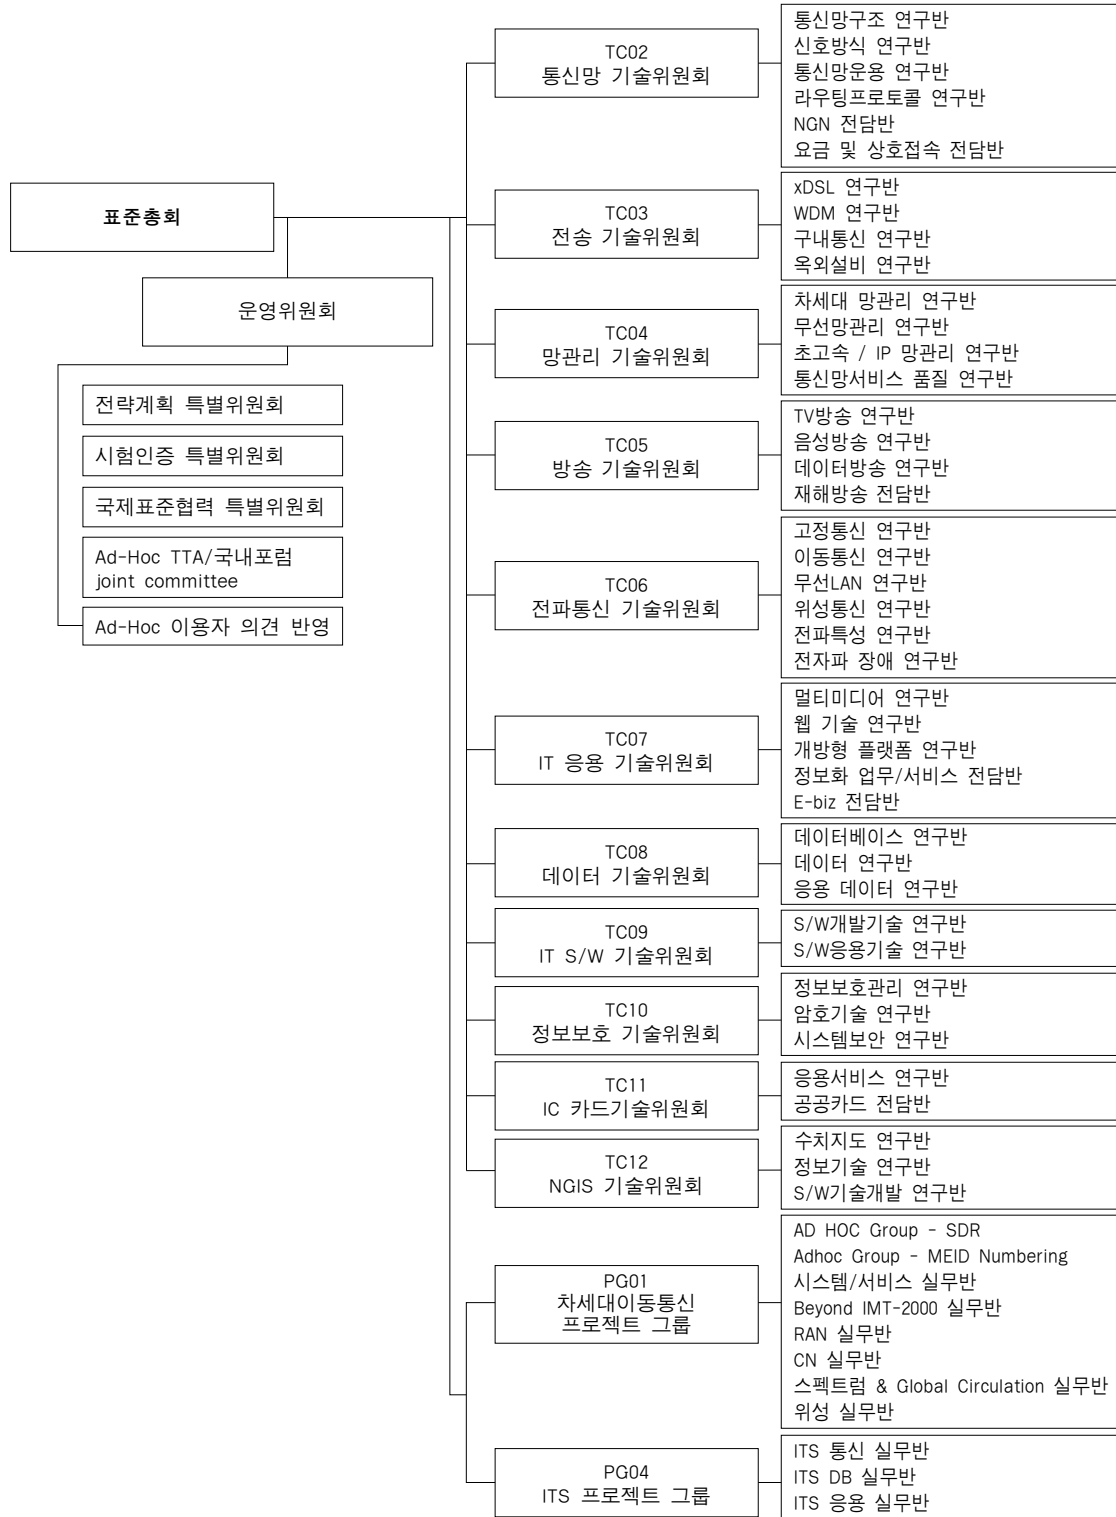 표준총회
운영위원회
전략계획 특별위원회
시험인증 특별위원회
국제표준협력 특별위원회
Ad-Hoc TTA/국내포럼
joint committee
Ad-Hoc 이용자 의견 반영
TC02
통신망 기술위원회
통신망구조 연구반
신호방식 연구반
통신망운용 연구반
라우팅프로토콜 연구반
NGN 전담반
요금 및 상호접속 전담반
TC03
전송 기술위원회
xDSL 연구반
WDM 연구반
구내통신 연구반
옥외설비 연구반
TC04
망관리 기술위원회
차세대 망관리 연구반
무선망관리 연구반
초고속 / IP 망관리 연구반
통신망서비스 품질 연구반
TC05
방송 기술위원회
TV방송 연구반
음성방송 연구반
데이터방송 연구반
재해방송 전담반
TC06
전파통신 기술위원회
고정통신 연구반
이동통신 연구반
무선LAN 연구반
위성통신 연구반
전파특성 연구반
전자파 장애 연구반
TC07
IT 응용 기술위원회
멀티미디어 연구반
웹 기술 연구반
개방형 플랫폼 연구반
정보화 업무/서비스 전담반
E-biz 전담반
TC08
데이터 기술위원회
데이터베이스 연구반
데이터 연구반
응용 데이터 연구반
TC09
IT S/W 기술위원회
S/W개발기술 연구반
S/W응용기술 연구반
TC10
정보보호 기술위원회
정보보호관리 연구반
암호기술 연구반
시스템보안 연구반
TC11
IC 카드기술위원회
응용서비스 연구반
공공카드 전담반
TC12
NGIS 기술위원회
수치지도 연구반
정보기술 연구반
S/W기술개발 연구반
PG01
차세대이동통신
프로젝트 그룹
AD HOC Group - SDR
Adhoc Group - MEID Numbering
시스템/서비스 실무반
Beyond IMT-2000 실무반
RAN 실무반
CN 실무반
스펙트럼 & Global Circulation 실무반
위성 실무반
PG04
ITS 프로젝트 그룹
ITS 통신 실무반
ITS DB 실무반
ITS 응용 실무반